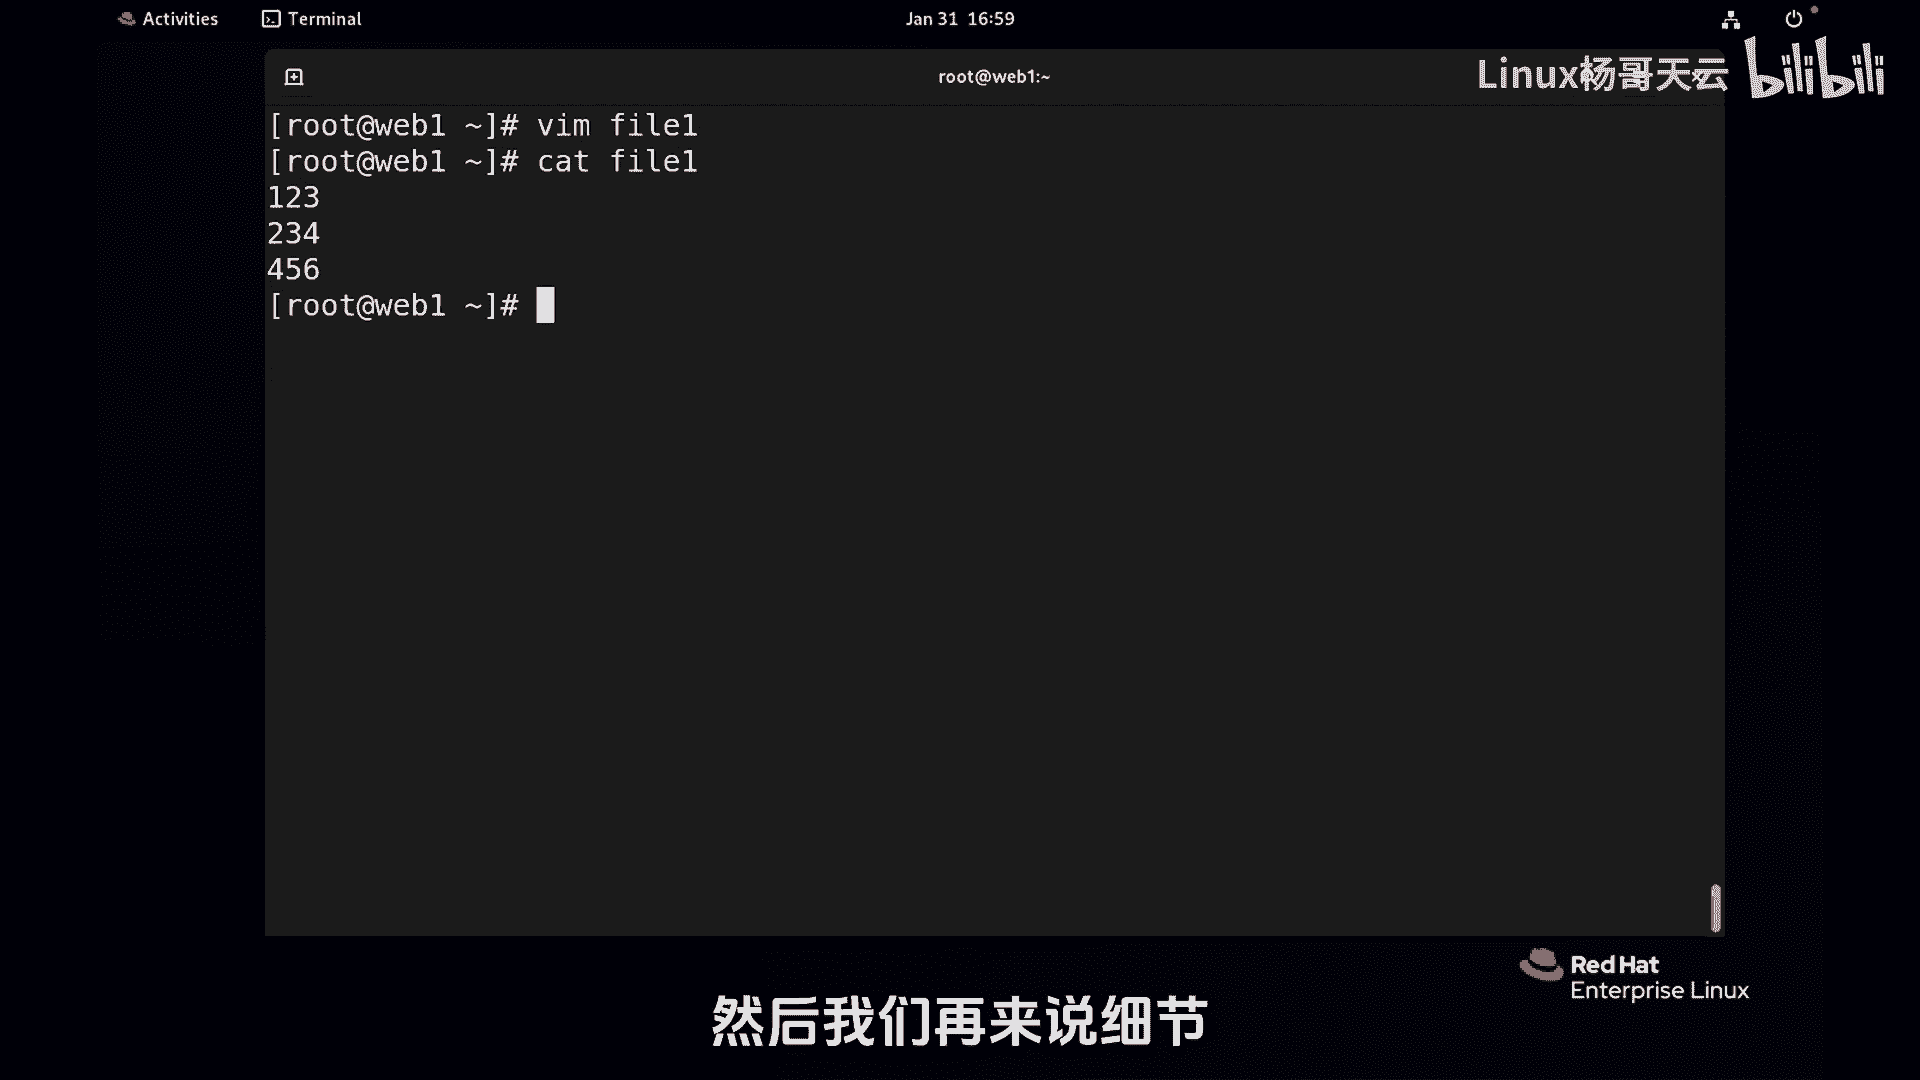 Activities Terminal Jan 31 16:59
root@web1:~
Linux杨哥天云 bilibili
[root@web1 ~]# vim file1
[root@web1 ~]# cat file1
123
234
456
[root@web1 ~]#
Red Hat
Enterprise Linux
然后我们再来说细节